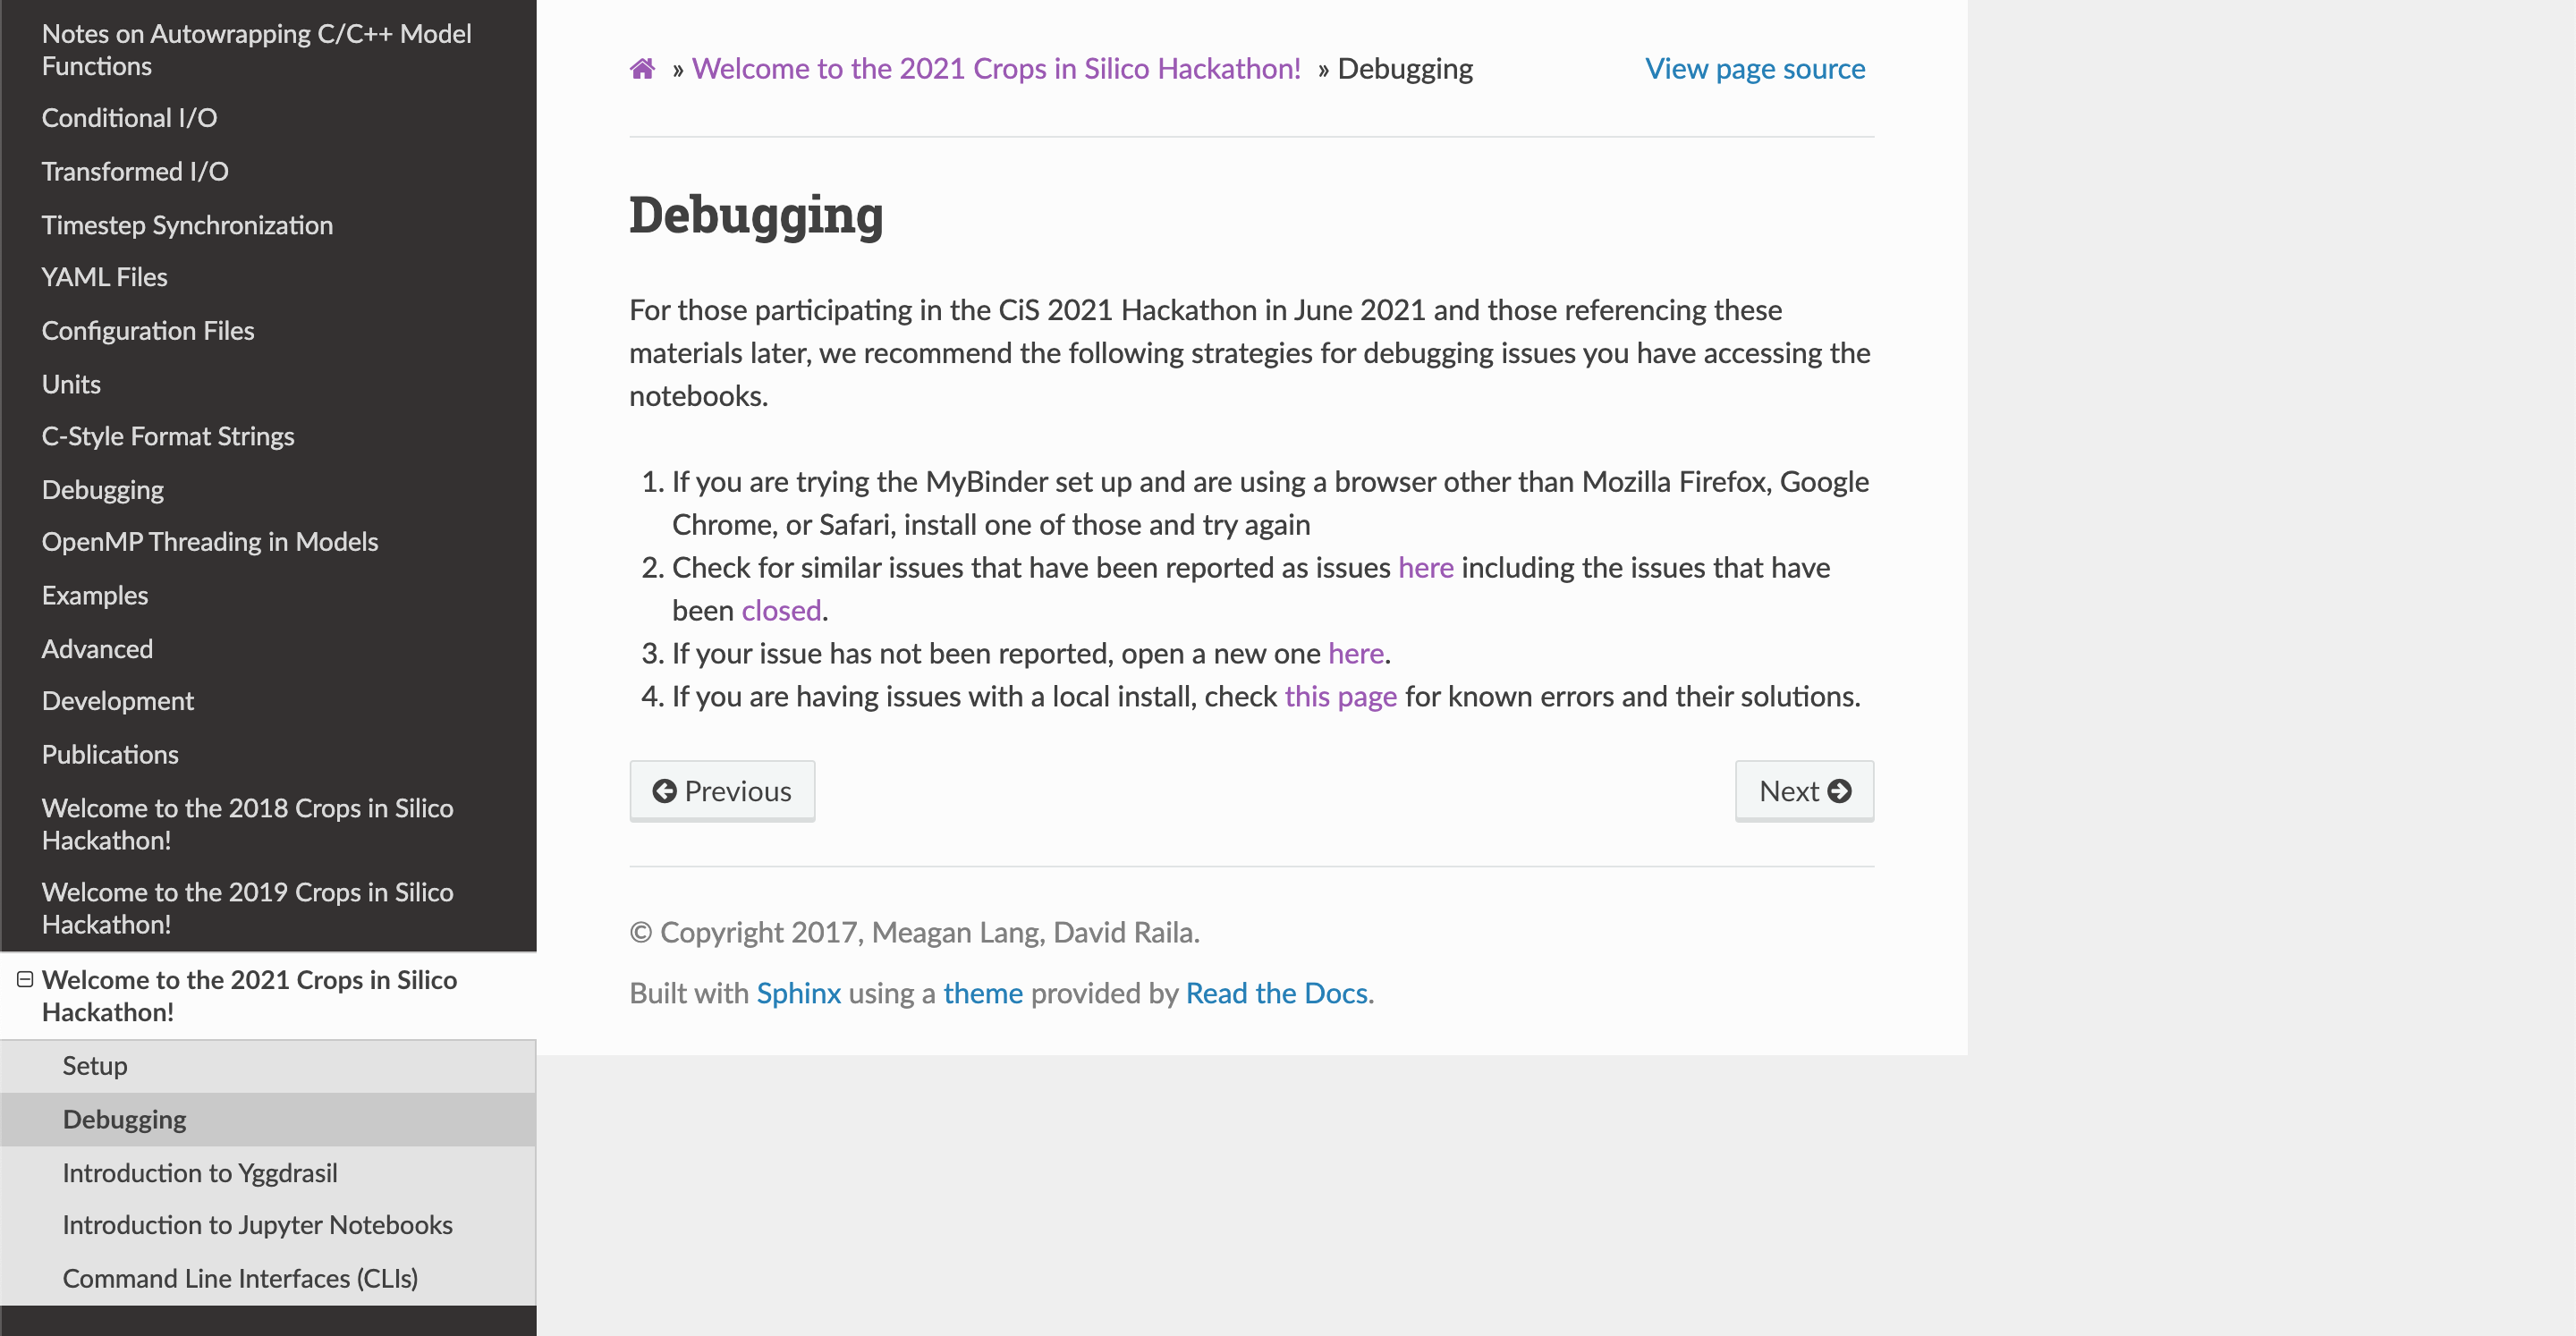 Notes on Autowrapping C/C++ Model
Functions
Conditional I/O
Transformed I/O
Timestep Synchronization
YAML Files
Configuration Files
Units
C-Style Format Strings
Debugging
OpenMP Threading in Models
Examples
Advanced
Development
Publications
Welcome to the 2018 Crops in Silico
Hackathon!
Welcome to the 2019 Crops in Silico
Hackathon!
Welcome to the 2021 Crops in Silico
Hackathon!
Setup
Debugging
Introduction to Yggdrasil
Introduction to Jupyter Notebooks
Command Line Interfaces (CLIs)
» Welcome to the 2021 Crops in Silico Hackathon! » Debugging View page source
Debugging
For those participating in the CiS 2021 Hackathon in June 2021 and those referencing these
materials later, we recommend the following strategies for debugging issues you have accessing the
notebooks.
1. If you are trying the MyBinder set up and are using a browser other than Mozilla Firefox, Google
Chrome, or Safari, install one of those and try again
2. Check for similar issues that have been reported as issues here including the issues that have
been closed.
3. If your issue has not been reported, open a new one here.
4. If you are having issues with a local install, check this page for known errors and their solutions.
Previous Next
© Copyright 2017, Meagan Lang, David Raila.
Built with Sphinx using a theme provided by Read the Docs.